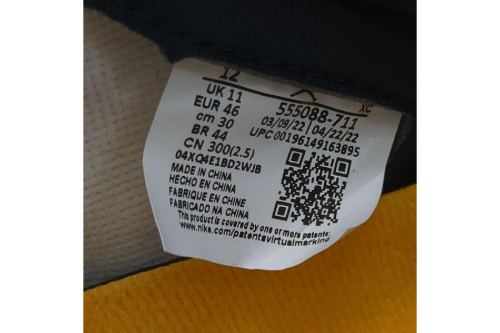 12
UK 11
EUR 46
cm 30
BR 44
CN 300(2.5)
04XQ4E1BD2WJB
555088-711 XC
03/09/22 04/22/22
UPC 00196149163895
MADE IN CHINA
HECHO EN CHINA
FABRIQUE EN CHINE
FABRICADO NA CHINA
This product is covered by one or more patents.
www.nike.com/patentsvirtualmarking